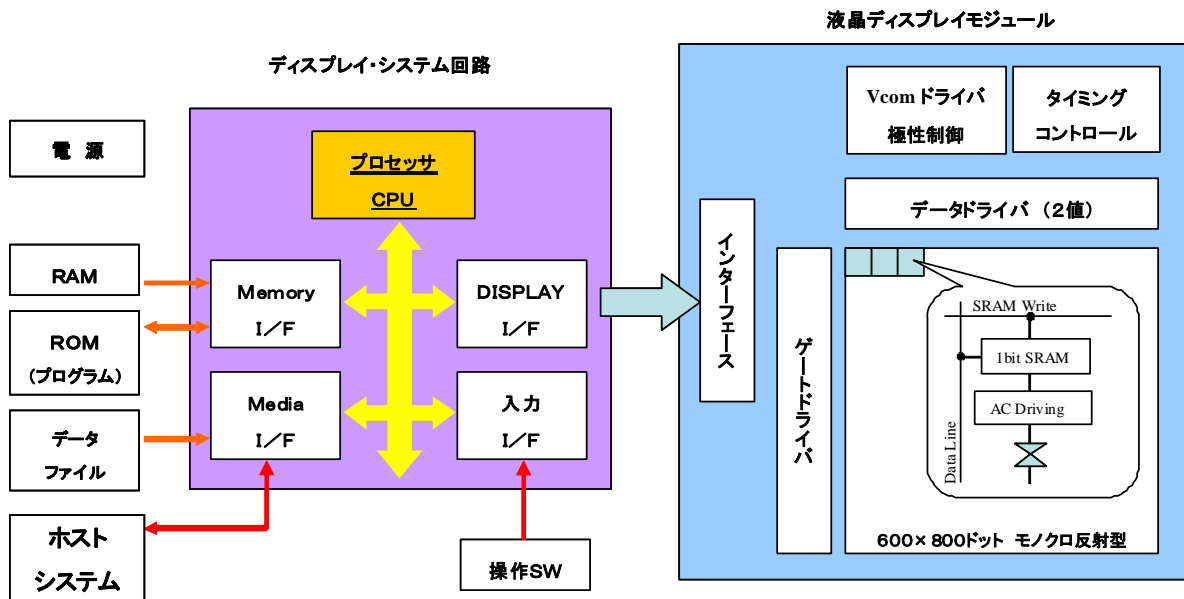 液晶ディスプレイモジュール
ディスプレイ・システム回路
電 源
RAM
ROM
(プログラム)
データ
ファイル
ホスト
システム
プロセッサ
CPU
Memory
I/F
DISPLAY
I/F
Media
I/F
入力
I/F
操作SW
インターフェース
Vcom ドライバ
極性制御
タイミング
コントロール
データドライバ (2値)
ゲートドライバ
SRAM Write
1bit SRAM
AC Driving
Data Line
600×800ドット モノクロ反射型